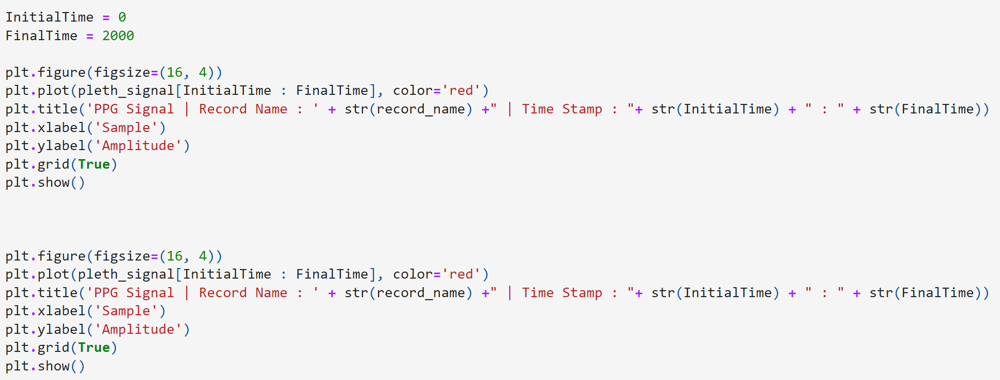 InitialTime = 0
FinalTime = 2000
plt.figure(figsize=(16, 4))
plt.plot(pleth_signal[InitialTime : FinalTime], color='red')
plt.title('PPG Signal | Record Name : ' + str(record_name) +" | Time Stamp : "+ str(InitialTime) + " : " + str(FinalTime))
plt.xlabel('Sample')
plt.ylabel('Amplitude')
plt.grid(True)
plt.show()
plt.figure(figsize=(16, 4))
plt.plot(pleth_signal[InitialTime : FinalTime], color='red')
plt.title('PPG Signal | Record Name : ' + str(record_name) +" | Time Stamp : "+ str(InitialTime) + " : " + str(FinalTime))
plt.xlabel('Sample')
plt.ylabel('Amplitude')
plt.grid(True)
plt.show()